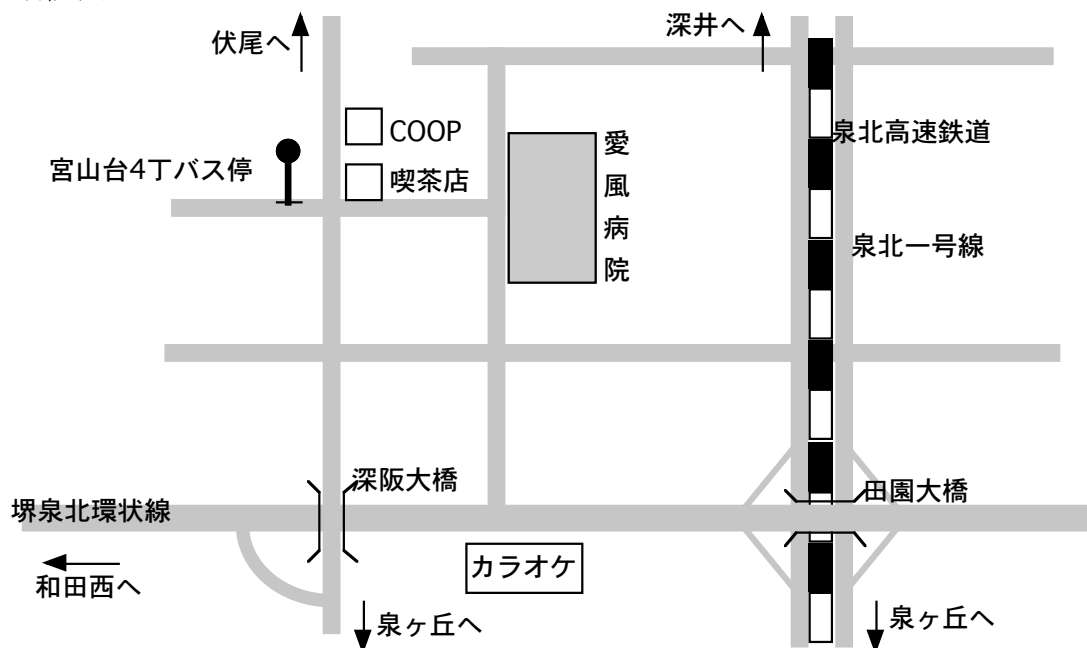 深井へ
伏尾へ
COOP
泉北高速鉄道
愛風病院
宮山台4丁バス停
喫茶店
泉北一号線
深阪大橋
田園大橋
堺泉北環状線
カラオケ
和田西へ
泉ヶ丘へ
泉ヶ丘へ